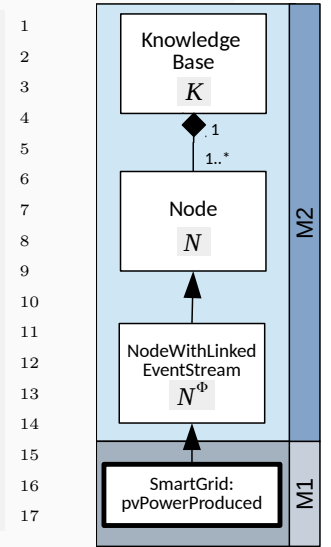 1
2
3
4
5
6
7
8
9
10
11
12
13
14
15
16
17
Knowledge
Base
K
1
1..*
Node
N
NodeWithLinked
EventStream
N^Φ
SmartGrid:
pvPowerProduced
M2
M1